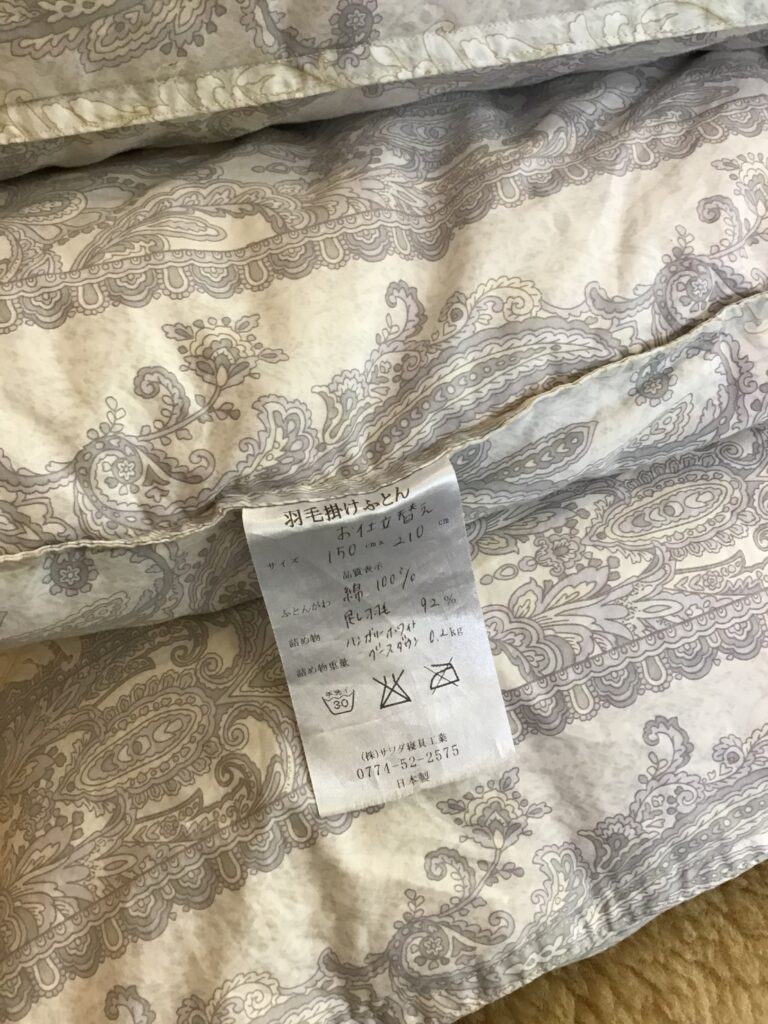 羽毛掛けふとん
お仕立替え
サイズ 150 cm x 210 cm
品質表示
ふとんがわ 綿 100%
詰め物 足し羽毛 92%
ハンガリーホワイト
グースダウン
詰め物重量 0.2kg
手洗イ
30
(株)サワダ寝具工業
0774-52-2575
日本製